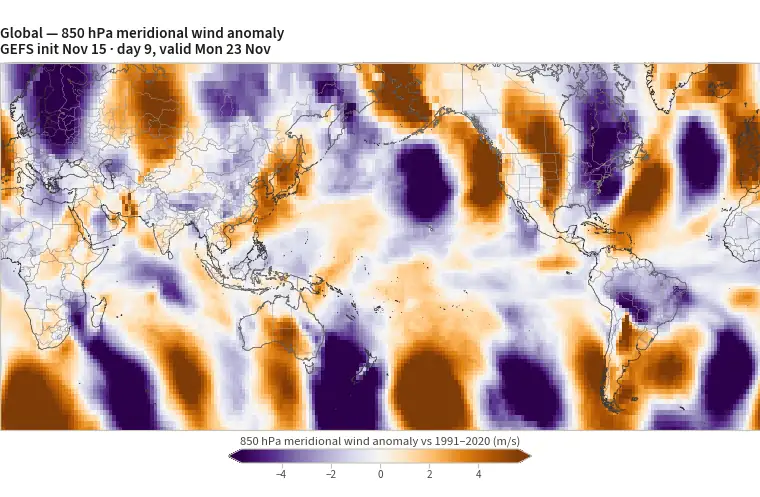 Global — 850 hPa meridional wind anomaly
GEFS init Nov 15 · day 9, valid Mon 23 Nov
850 hPa meridional wind anomaly vs 1991–2020 (m/s)
−4 −2 0 2 4